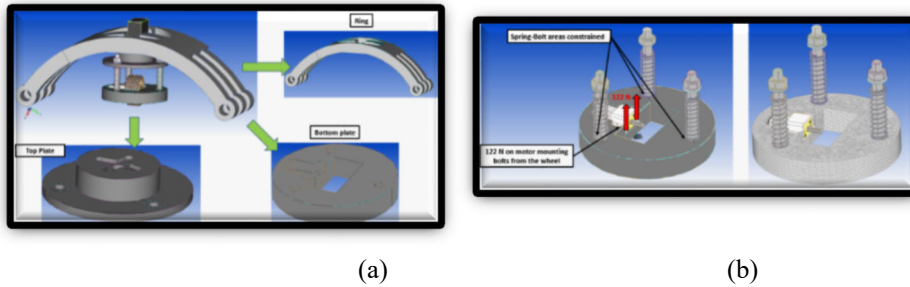 Ring
Top Plate
Bottom plate
Spring-Bolt areas constrained
122 N
122 N on motor mounting
bolts from the wheel
(a)
(b)